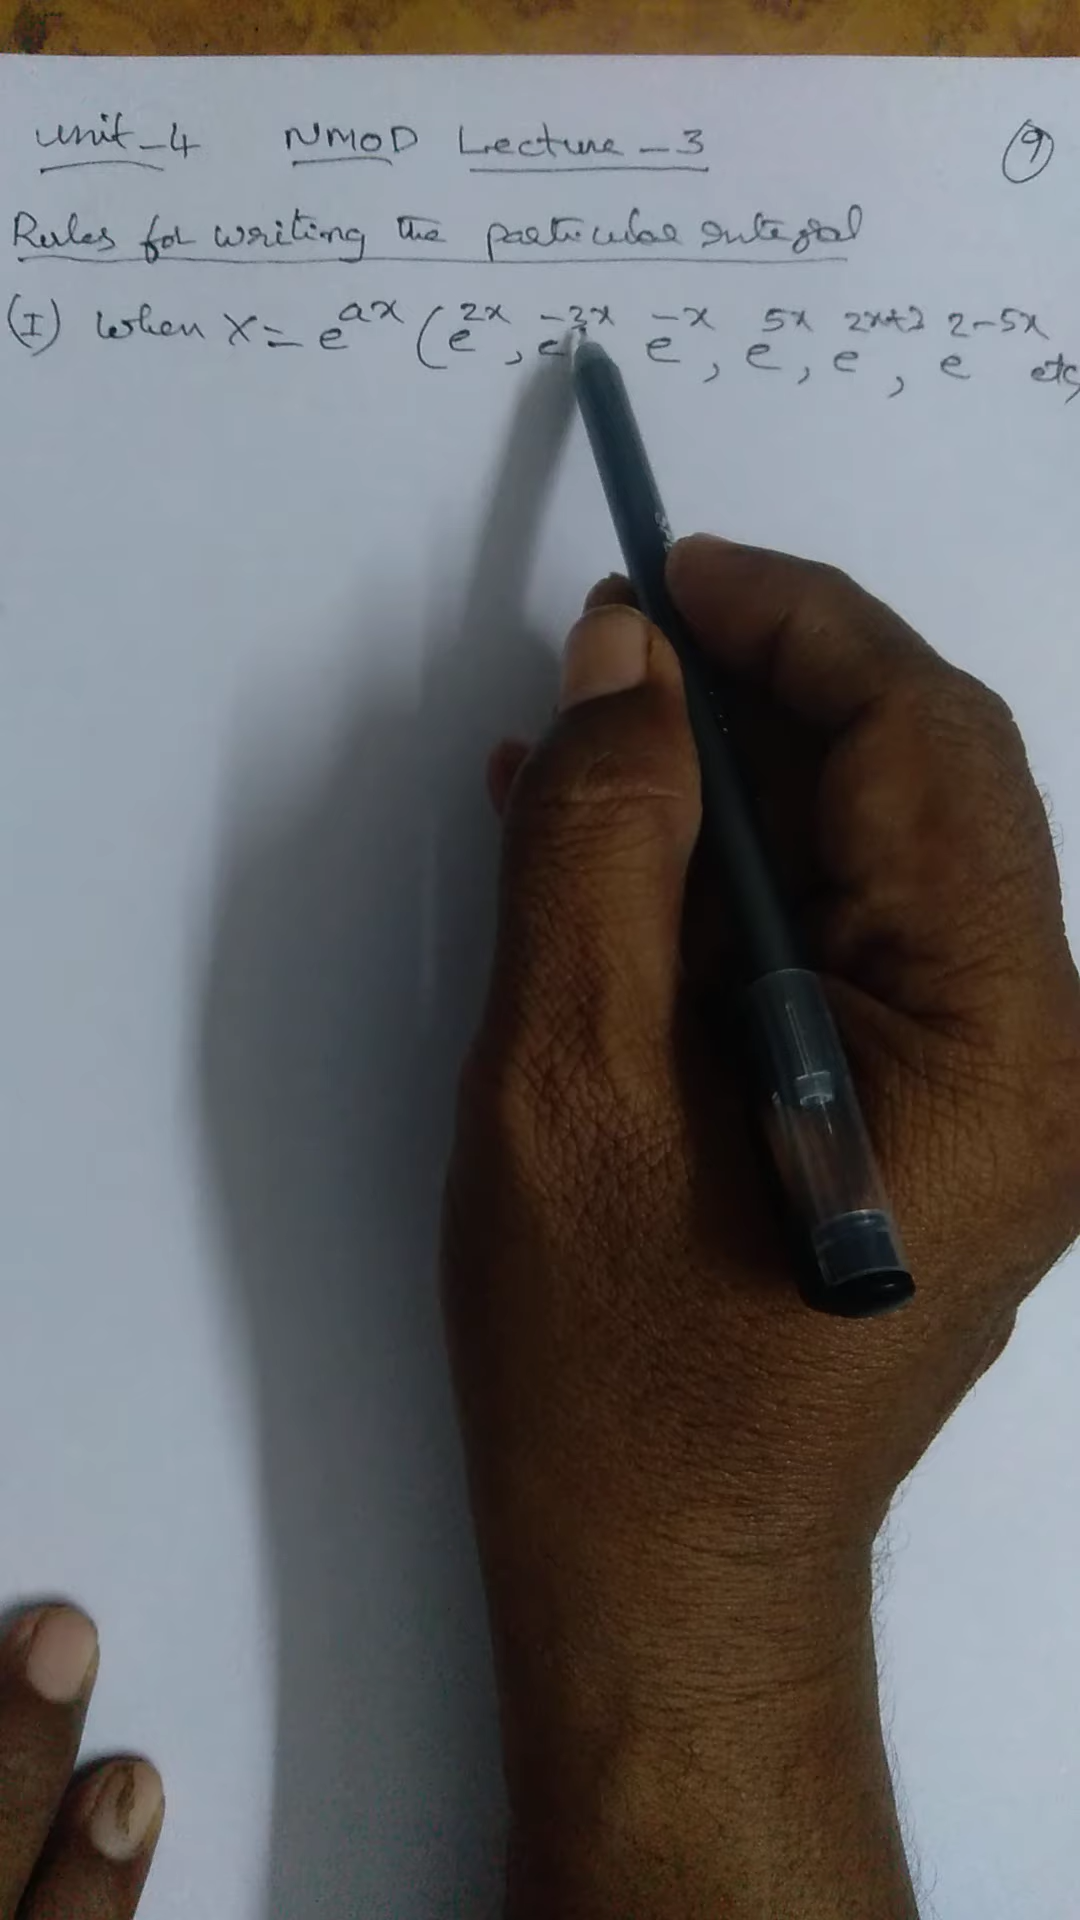 Unit-4 NMOD Lecture-3 9
Rules for writing the particular integral
(I) when X = e^ax (e^2x, e^-3x e^-x, e^5x, e^2x+3, e^2-5x etc